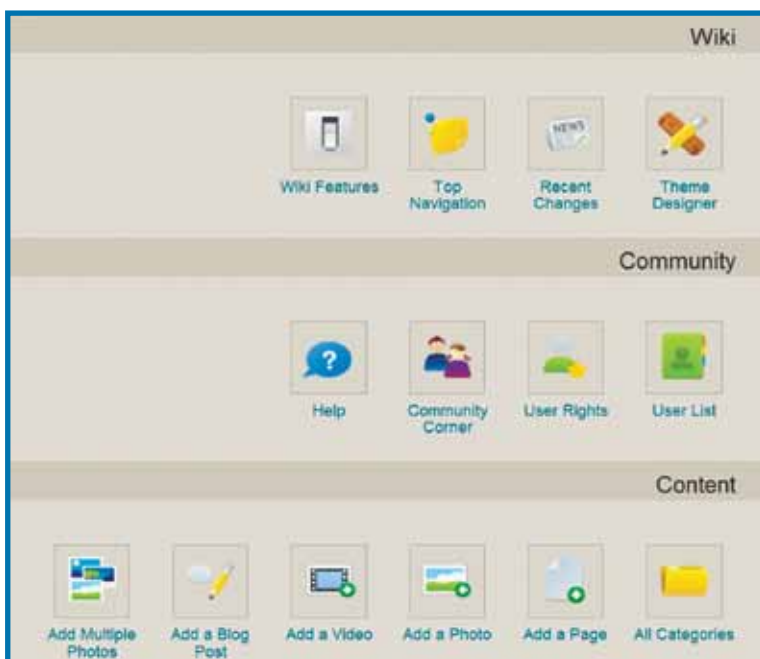 Wiki
NEWS
Wiki Features
Top
Navigation
Recent
Changes
Theme
Designer
Community
?
Help
Community
Corner
User Rights
User List
Content
Add Multiple
Photos
Add a Blog
Post
Add a Video
Add a Photo
Add a Page
All Categories